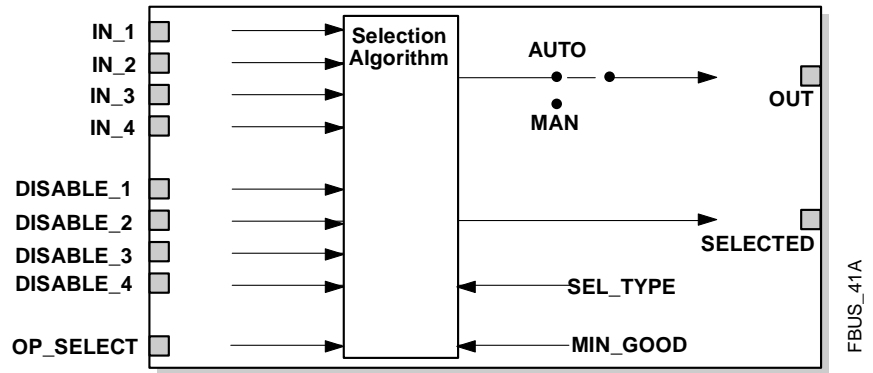 IN_1
IN_2
IN_3
IN_4
DISABLE_1
DISABLE_2
DISABLE_3
DISABLE_4
OP_SELECT
Selection
Algorithm
AUTO
MAN
OUT
SELECTED
SEL_TYPE
MIN_GOOD
FBUS_41A